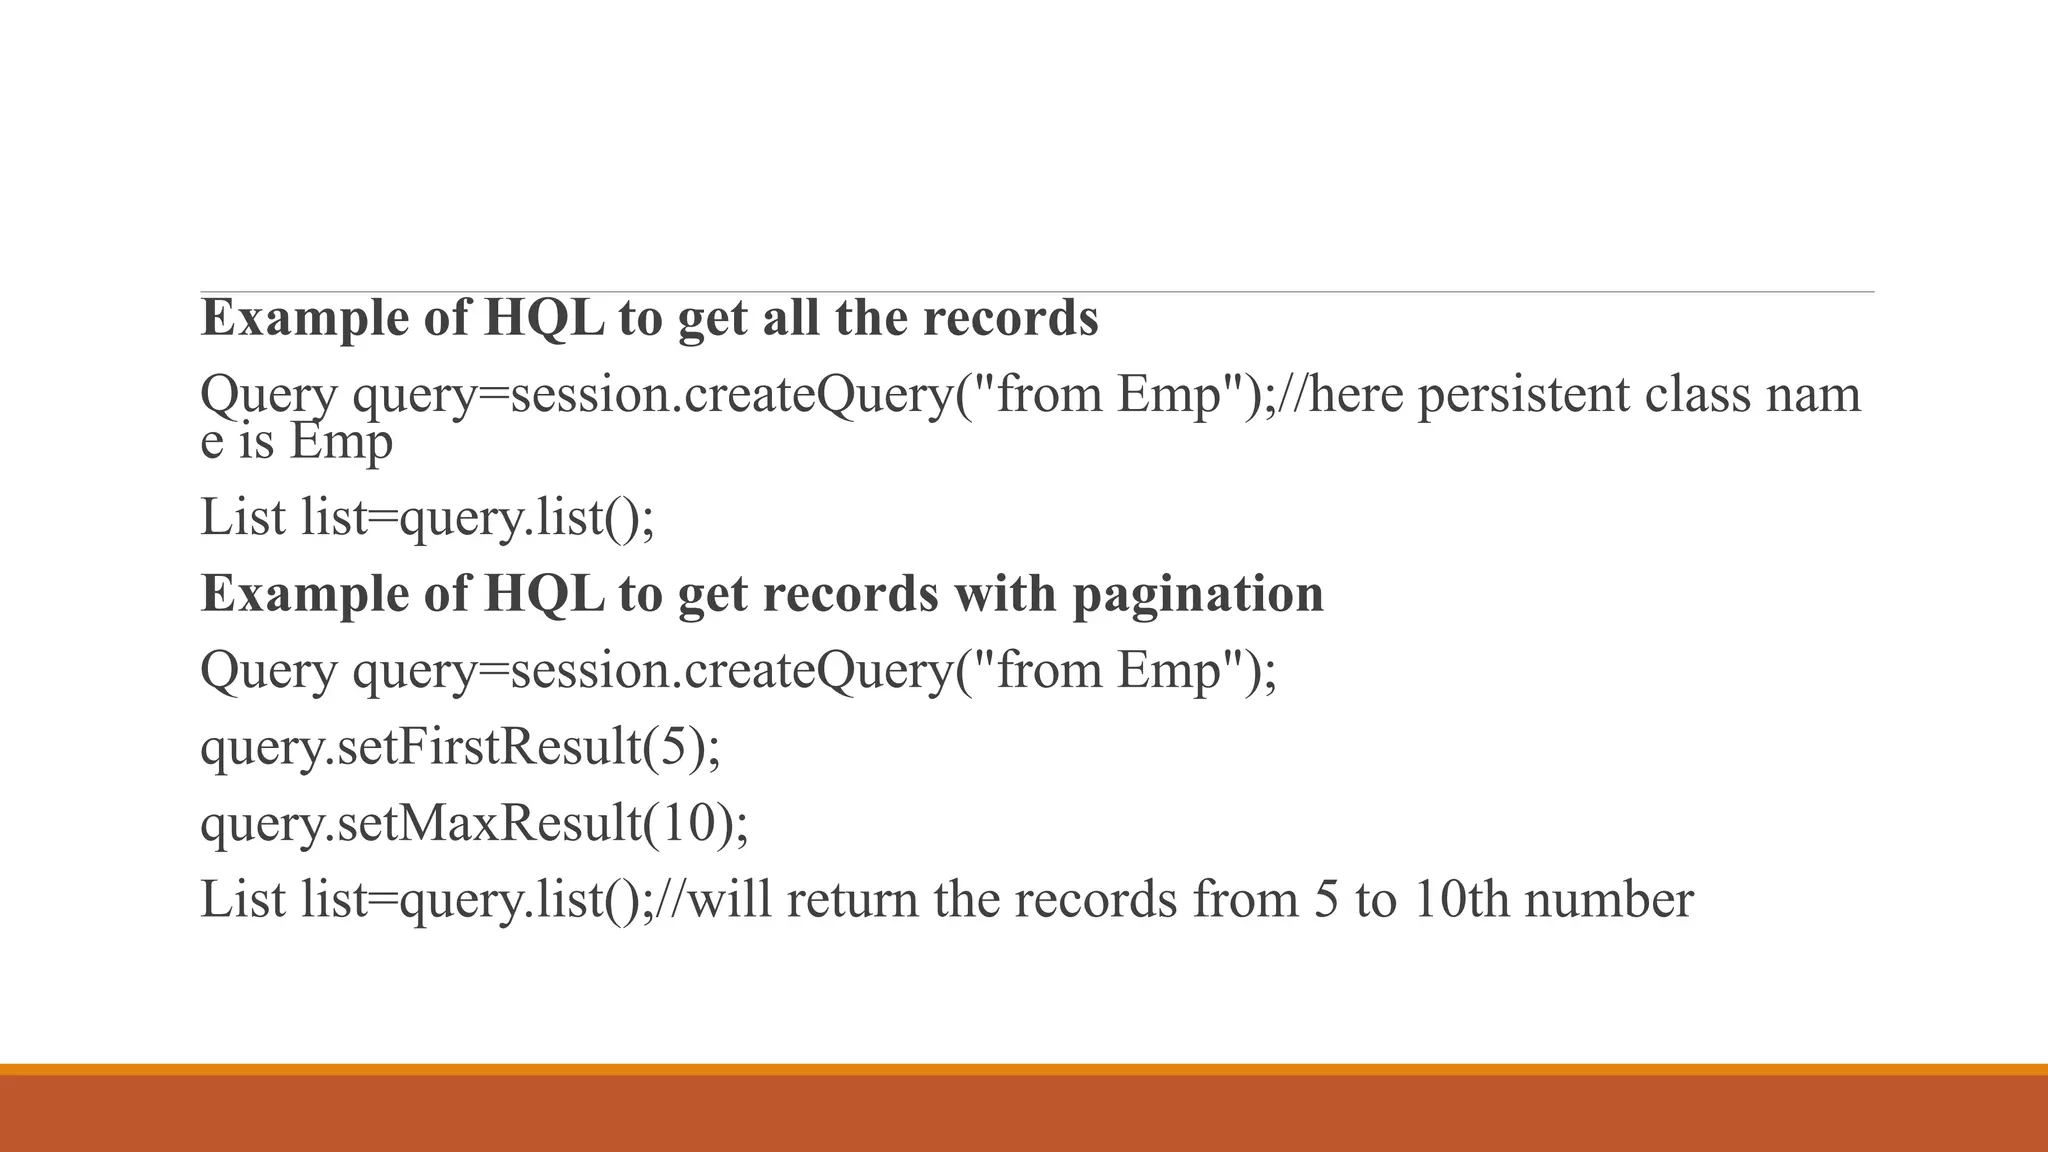 Example of HQL to get all the records
Query query=session.createQuery("from Emp");//here persistent class nam
e is Emp
List list=query.list();
Example of HQL to get records with pagination
Query query=session.createQuery("from Emp");
query.setFirstResult(5);
query.setMaxResult(10);
List list=query.list();//will return the records from 5 to 10th number